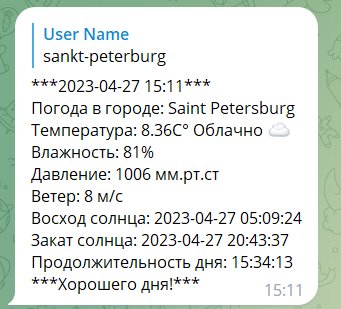 User Name
sankt-peterburg
***2023-04-27 15:11***
Погода в городе: Saint Petersburg
Температура: 8.36C° Облачно ☁️
Влажность: 81%
Давление: 1006 мм.рт.ст
Ветер: 8 м/с
Восход солнца: 2023-04-27 05:09:24
Закат солнца: 2023-04-27 20:43:37
Продолжительность дня: 15:34:13
***Хорошего дня!***
15:11